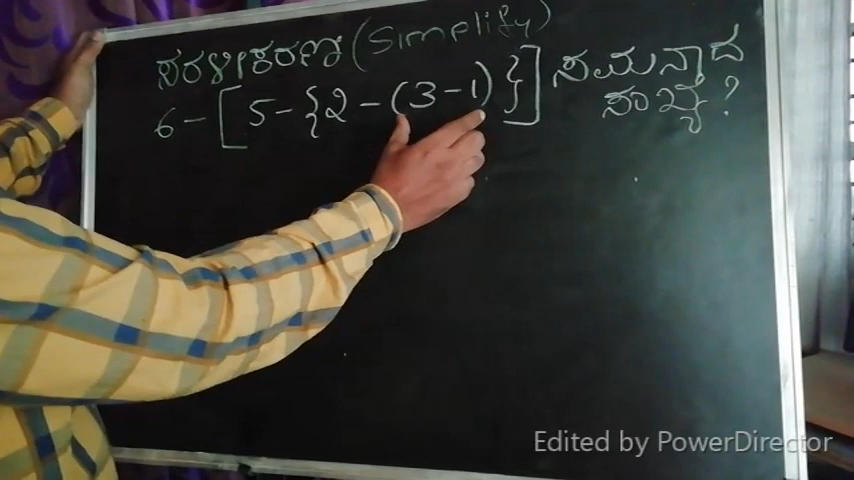 ಸರಳೀಕರಣ (Simplify)
6-[5-{2-(3-1)}] ಸಮನಾದ
ಸಂಖ್ಯೆ?
Edited by PowerDirector